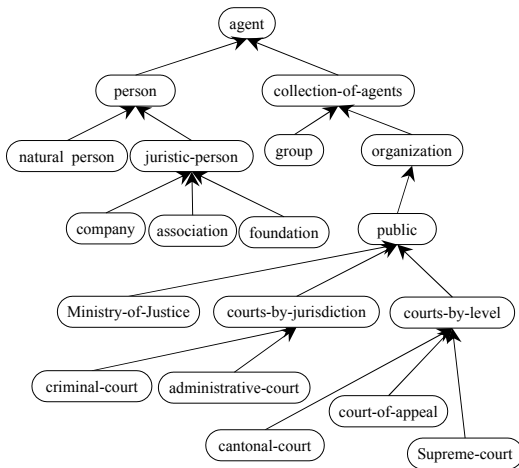 agent
person
collection-of-agents
natural person
juristic-person
group
organization
company
association
foundation
public
Ministry-of-Justice
courts-by-jurisdiction
courts-by-level
criminal-court
administrative-court
court-of-appeal
cantonal-court
Supreme-court